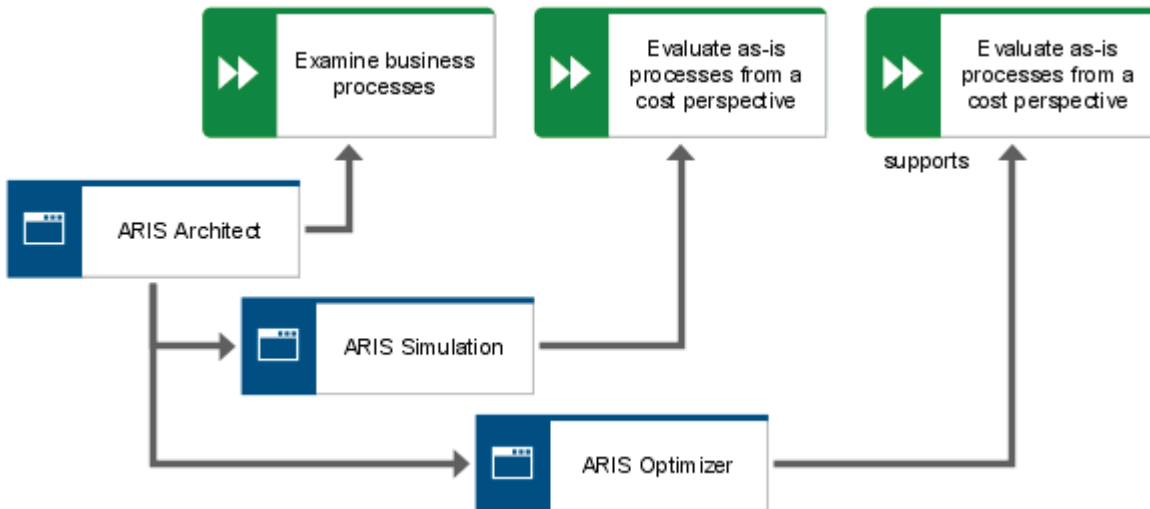 Examine business
processes
Evaluate as-is
processes from a
cost perspective
Evaluate as-is
processes from a
cost perspective
supports
ARIS Architect
ARIS Simulation
ARIS Optimizer